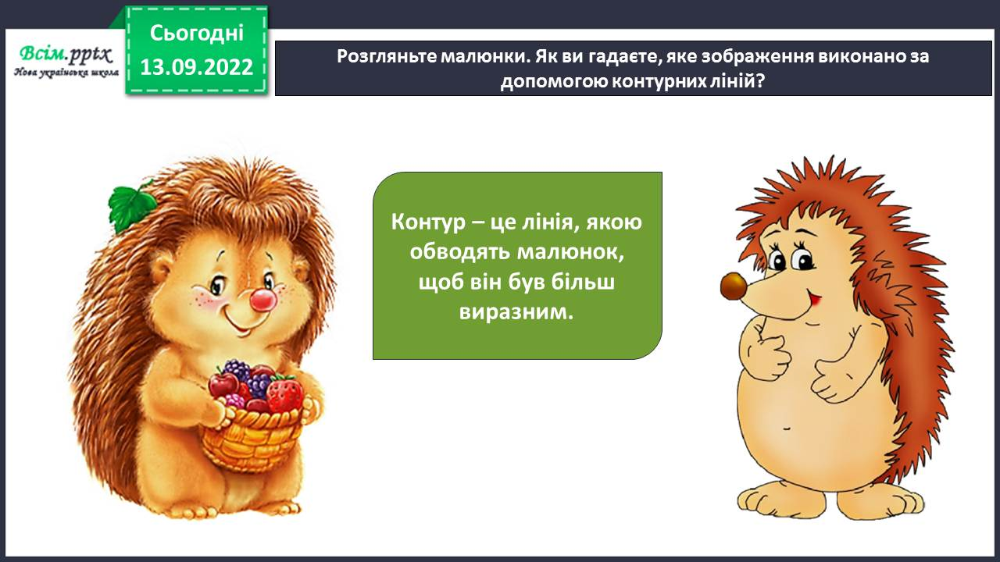 Сьогодні
13.09.2022
Всім.pptx
Нова українська школа
Розгляньте малюнки. Як ви гадаєте, яке зображення виконано за
допомогою контурних ліній?
Контур – це лінія, якою
обводять малюнок,
щоб він був більш
виразним.